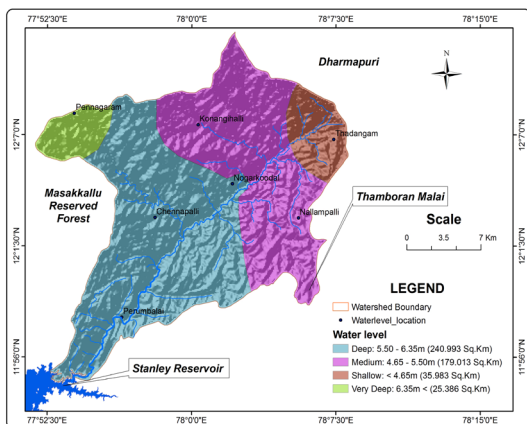 77°52'30"E 78°0'0"E 78°7'30"E 78°15'0"E
Dharmapuri
N
Pennagaram
Konangihalli
Thadangam
12°7'0"N 12°7'0"N
Masakkallu
Reserved
Forest
Nogarkoodal
Chennapalli
Nallampalli
Thamboran Malai
Scale
0 3.5 7 Km
12°1'30"N 12°1'30"N
LEGEND
Watershed Boundary
Waterlevel_location
Water level
Deep: 5.50 - 6.35m (240.993 Sq.Km)
Medium: 4.65 - 5.50m (179.013 Sq.Km)
Shallow: < 4.65m (35.983 Sq.Km)
Very Deep: 6.35m < (25.386 Sq.Km)
Perumbalai
11°56'0"N 11°56'0"N
Stanley Reservoir
77°52'30"E 78°0'0"E 78°7'30"E 78°15'0"E